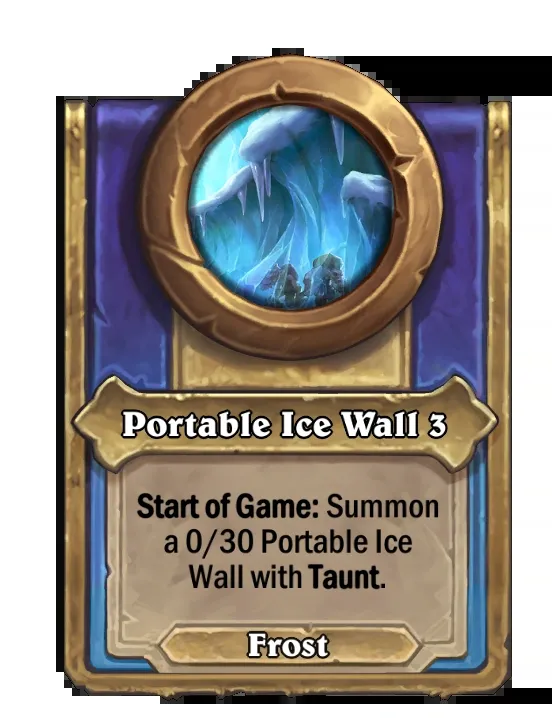 Portable Ice Wall 3
Start of Game: Summon
a 0/30 Portable Ice
Wall with Taunt.
Frost